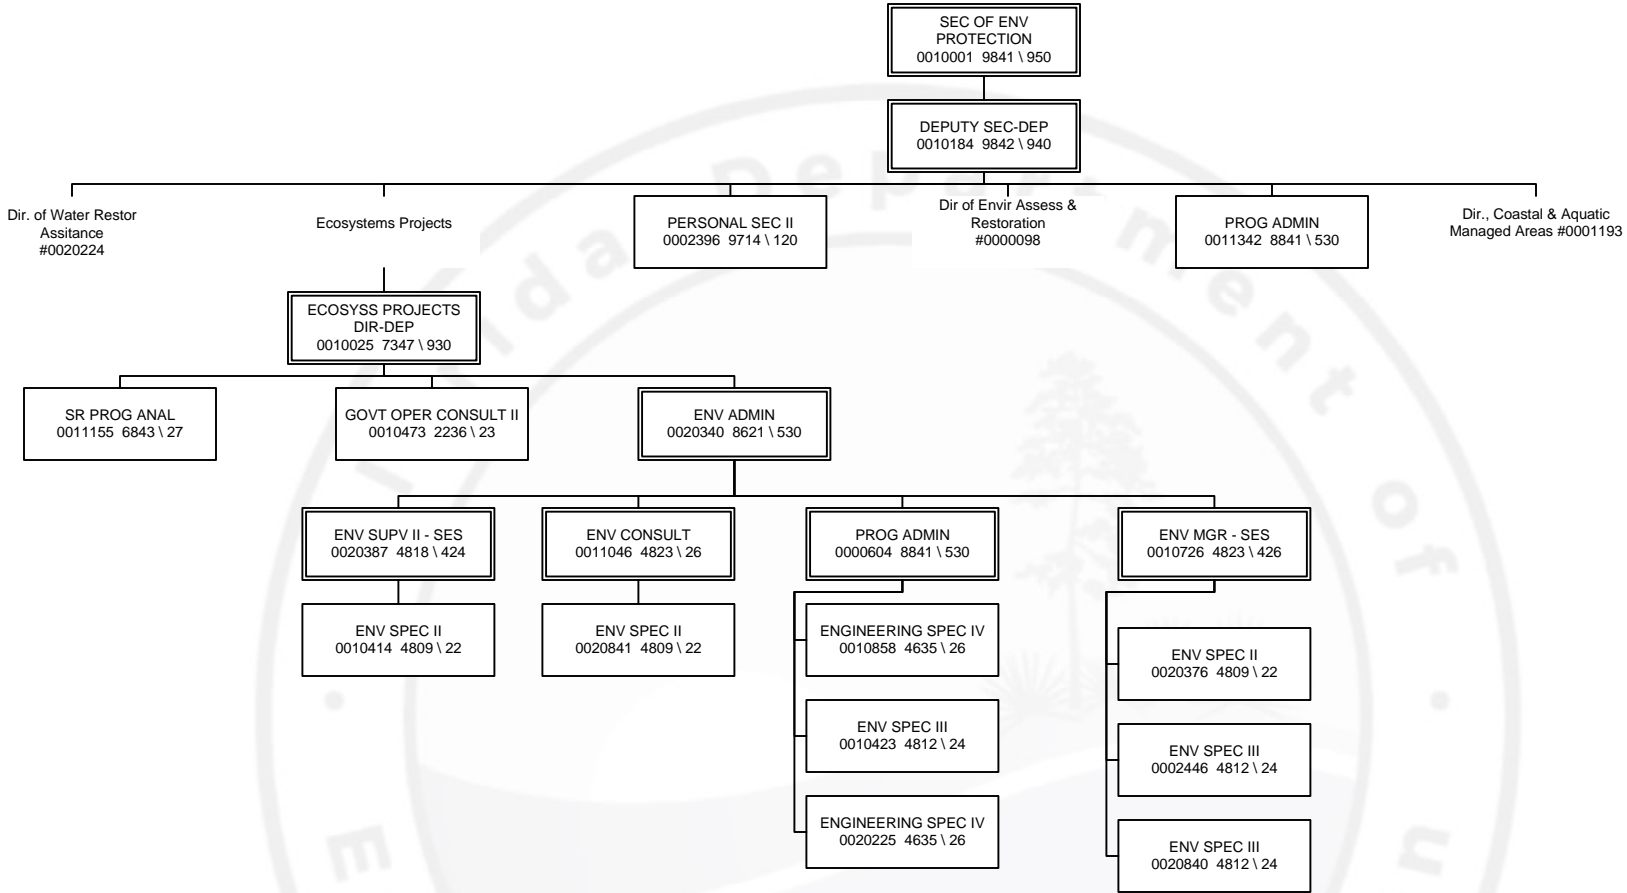 SEC OF ENV
PROTECTION
0010001 9841 \ 950
DEPUTY SEC-DEP
0010184 9842 \ 940
Dir. of Water Restor
Assitance
#0020224
Ecosystems Projects
PERSONAL SEC II
0002396 9714 \ 120
Dir of Envir Assess &
Restoration
#0000098
PROG ADMIN
0011342 8841 \ 530
Dir., Coastal & Aquatic
Managed Areas #0001193
ECOSYSS PROJECTS
DIR-DEP
0010025 7347 \ 930
SR PROG ANAL
0011155 6843 \ 27
GOVT OPER CONSULT II
0010473 2236 \ 23
ENV ADMIN
0020340 8621 \ 530
ENV SUPV II - SES
0020387 4818 \ 424
ENV CONSULT
0011046 4823 \ 26
PROG ADMIN
0000604 8841 \ 530
ENV MGR - SES
0010726 4823 \ 426
ENV SPEC II
0010414 4809 \ 22
ENV SPEC II
0020841 4809 \ 22
ENGINEERING SPEC IV
0010858 4635 \ 26
ENV SPEC III
0010423 4812 \ 24
ENGINEERING SPEC IV
0020225 4635 \ 26
ENV SPEC II
0020376 4809 \ 22
ENV SPEC III
0002446 4812 \ 24
ENV SPEC III
0020840 4812 \ 24